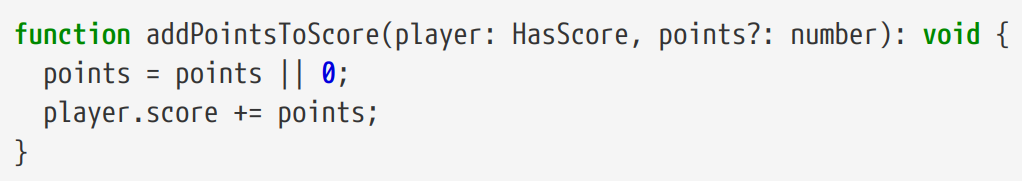 function addPointsToScore(player: HasScore, points?: number): void {
  points = points || 0;
  player.score += points;
}